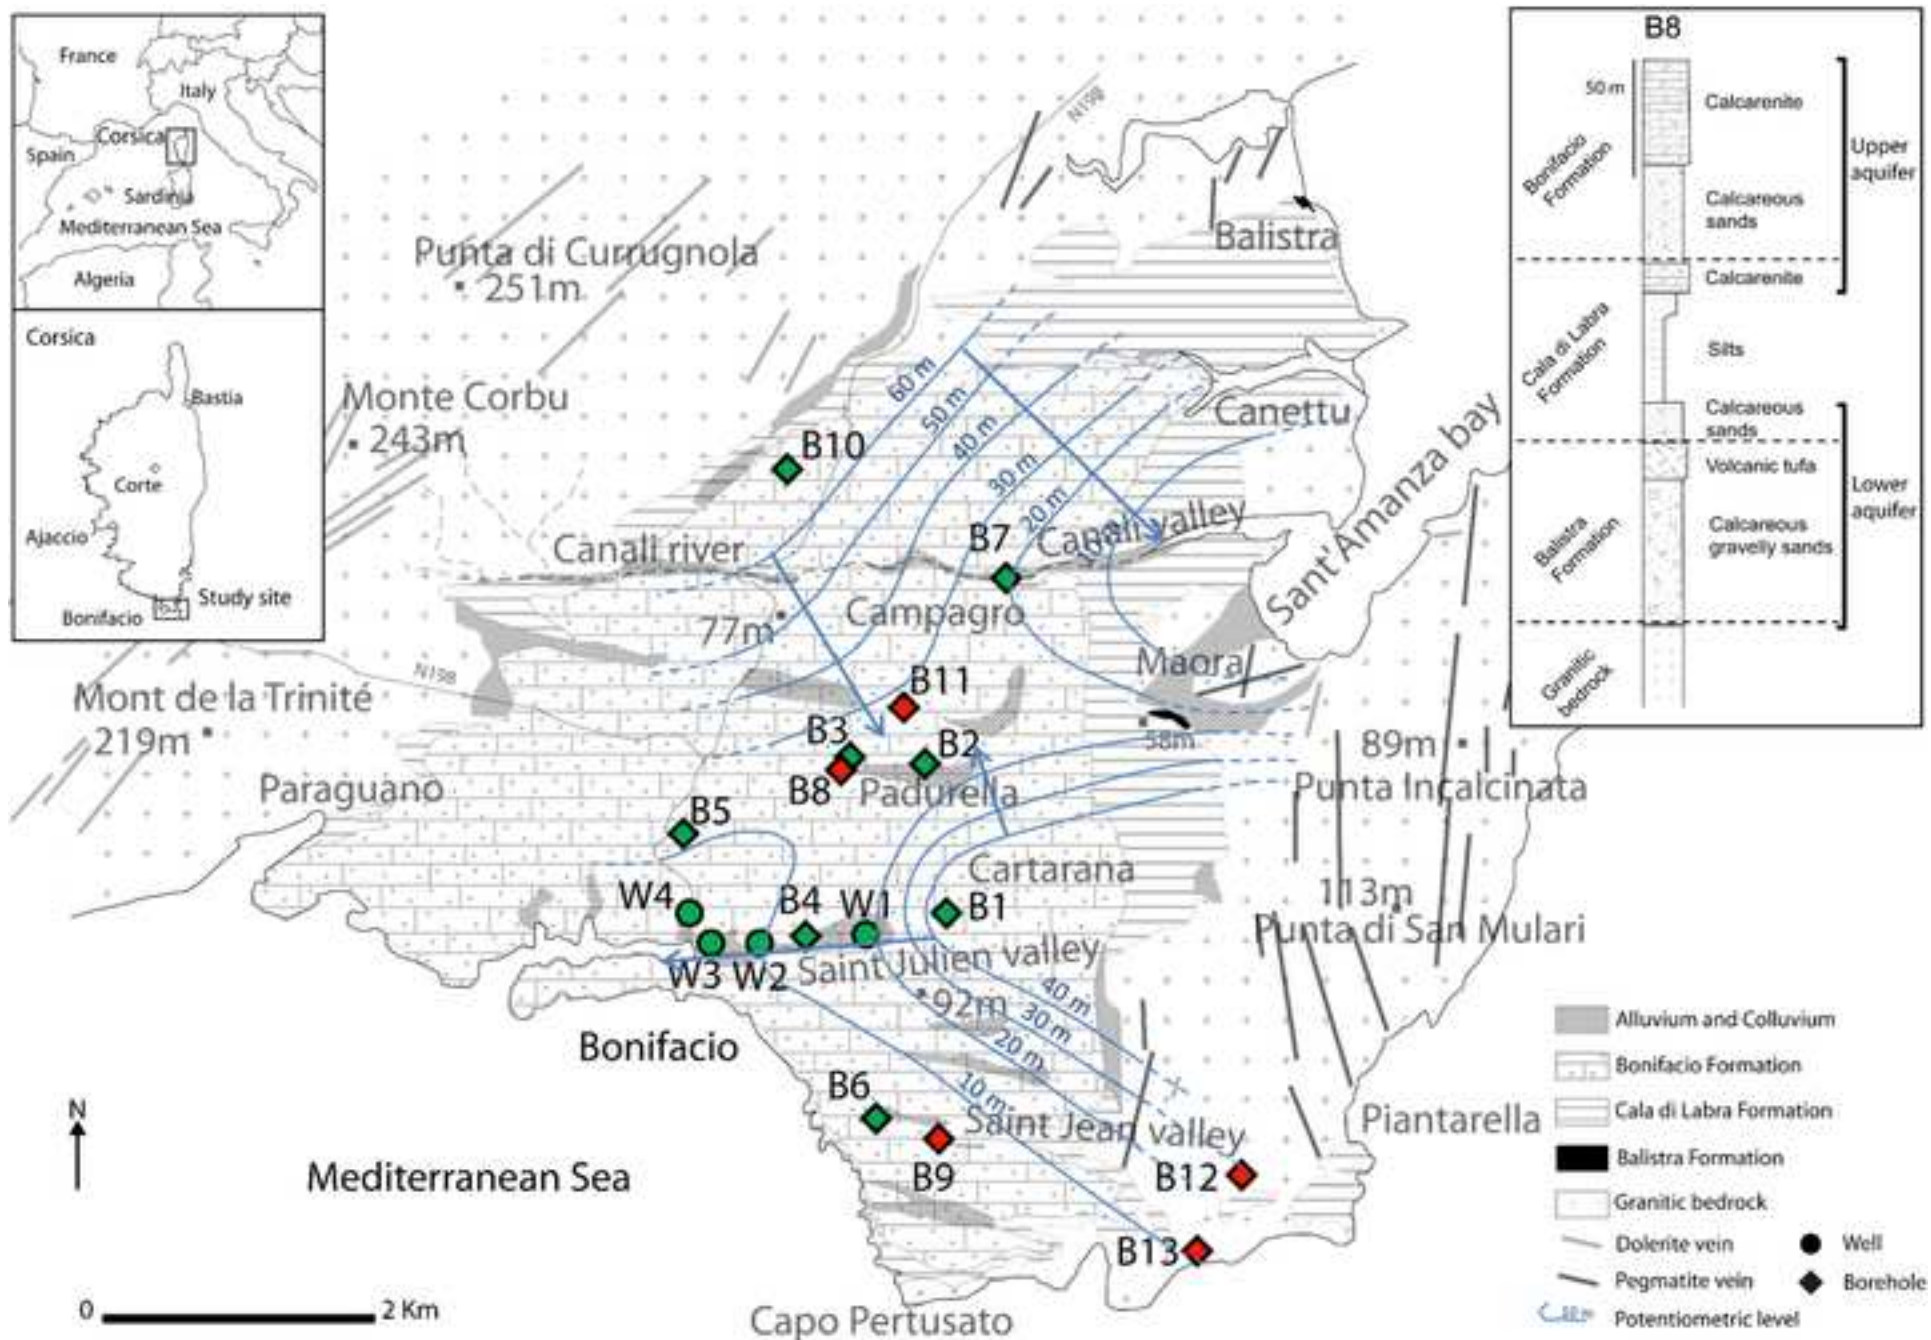 France
Italy
Corsica
Spain
Sardinia
Mediterranean Sea
Algeria
Corsica
Bastia
Corte
Ajaccio
Study site
Bonifacio
N198
Balistra
Punta di Currugnola
251m
Monte Corbu
243m
60 m
50 m
40 m
30 m
20 m
B10
Canettu
Sant'Amanza bay
B7
Canali valley
Canali river
Campagro
77m
Maora
N198
Mont de la Trinité
219m
B11
58m
B3
B2
89m
Punta Incalcinata
B8
Padurella
Paraguano
B5
Cartarana
113m
W4
B4
W1
B1
Punta di San Mulari
W3
W2
Saint Julien valley
92m
40 m
30 m
20 m
10 m
Bonifacio
B6
Saint Jean valley
Piantarella
B9
B12
B13
Mediterranean Sea
Capo Pertusato
N
0
2 Km
B8
50 m
Calcarenite
Bonifacio
Formation
Upper
aquifer
Calcareous
sands
Calcarenite
Cala di Labra
Formation
Silts
Calcareous
sands
Volcanic tufa
Lower
aquifer
Balistra
Formation
Calcareous
gravelly sands
Granitic
bedrock
Alluvium and Colluvium
Bonifacio Formation
Cala di Labra Formation
Balistra Formation
Granitic bedrock
Dolerite vein
Well
Pegmatite vein
Borehole
Potentiometric level